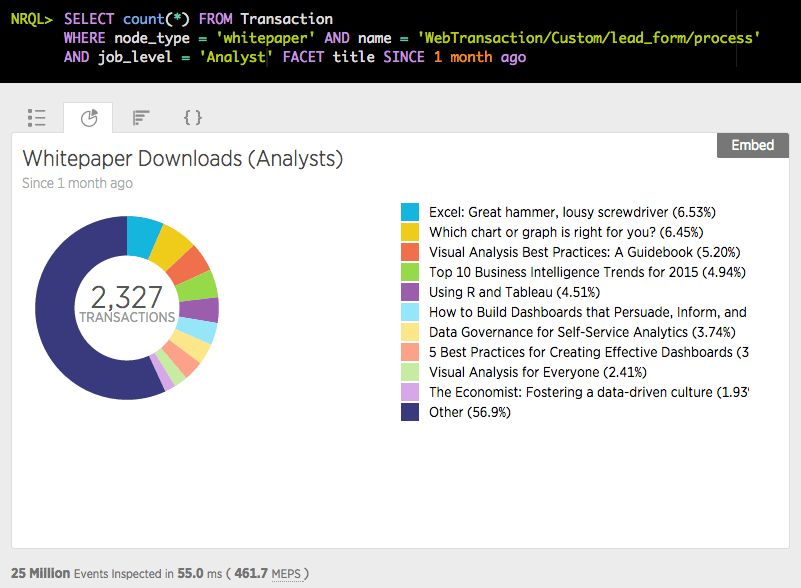 NRQL> SELECT count(*) FROM Transaction
WHERE node_type = 'whitepaper' AND name = 'WebTransaction/Custom/lead_form/process'
AND job_level = 'Analyst' FACET title SINCE 1 month ago
{ }
Embed
Whitepaper Downloads (Analysts)
Since 1 month ago
2,327
TRANSACTIONS
Excel: Great hammer, lousy screwdriver (6.53%)
Which chart or graph is right for you? (6.45%)
Visual Analysis Best Practices: A Guidebook (5.20%)
Top 10 Business Intelligence Trends for 2015 (4.94%)
Using R and Tableau (4.51%)
How to Build Dashboards that Persuade, Inform, and
Data Governance for Self-Service Analytics (3.74%)
5 Best Practices for Creating Effective Dashboards (3
Visual Analysis for Everyone (2.41%)
The Economist: Fostering a data-driven culture (1.93
Other (56.9%)
25 Million Events Inspected in 55.0 ms ( 461.7 MEPS )